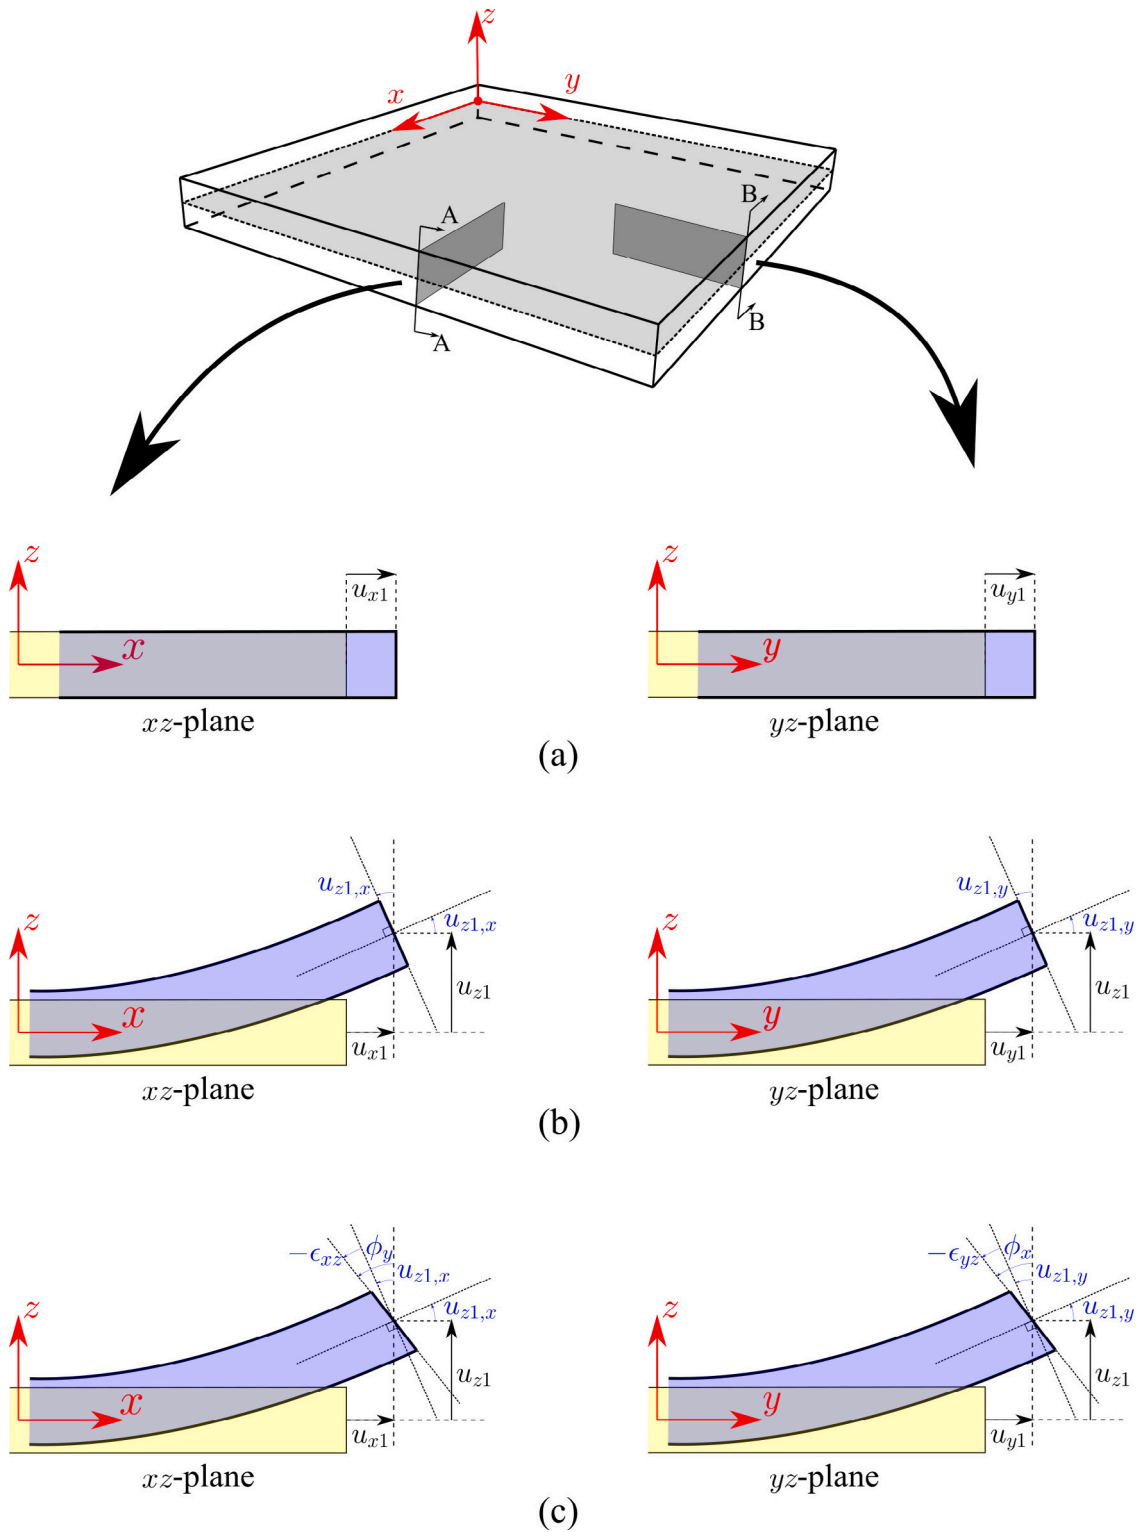 z
x
y
A
B
A
B
z
u_{x1}
x
xz-plane
z
u_{y1}
y
yz-plane
(a)
u_{z1,x}
u_{z1,x}
z
u_{z1}
x
u_{x1}
xz-plane
u_{z1,y}
u_{z1,y}
z
u_{z1}
y
u_{y1}
yz-plane
(b)
−ϵ_{xz}
ϕ_y
u_{z1,x}
u_{z1,x}
z
u_{z1}
x
u_{x1}
xz-plane
−ϵ_{yz}
ϕ_x
u_{z1,y}
u_{z1,y}
z
u_{z1}
y
u_{y1}
yz-plane
(c)